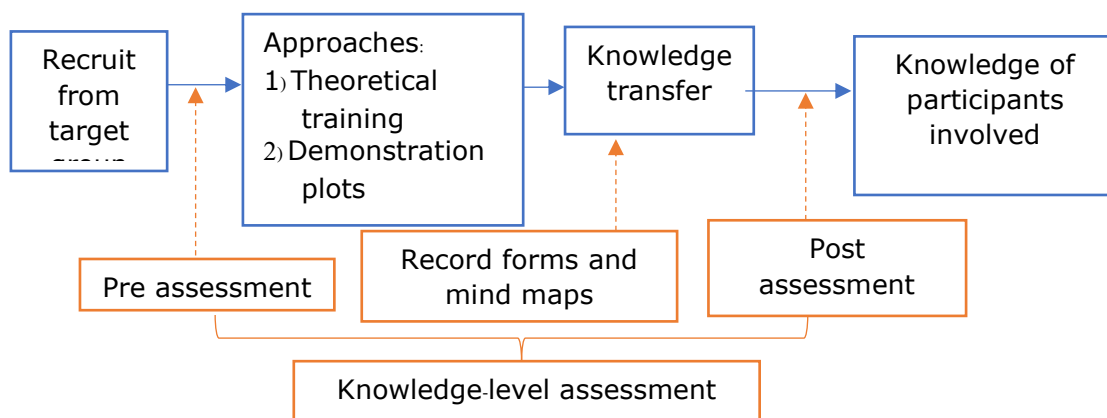 Recruit
from
target
Approaches:
1) Theoretical
training
2) Demonstration
plots
Knowledge
transfer
Knowledge of
participants
involved
Pre assessment
Record forms and
mind maps
Post
assessment
Knowledge-level assessment